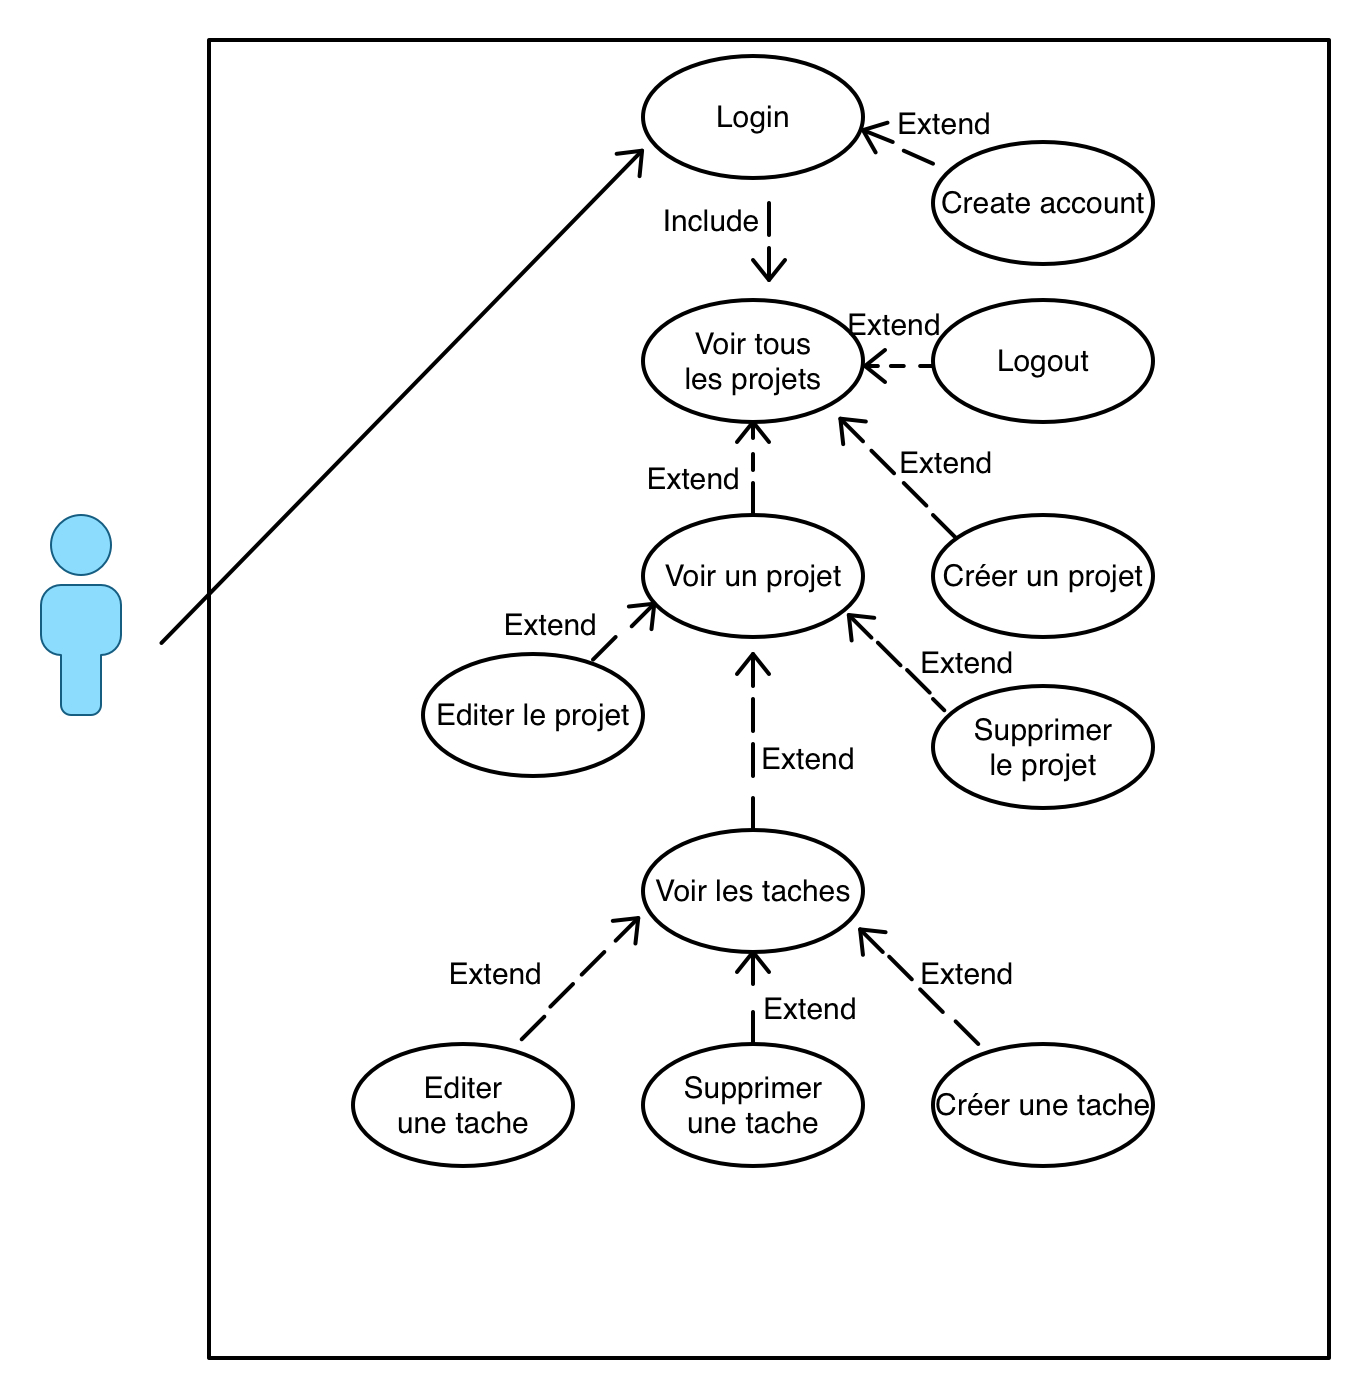 Login
Extend
Create account
Include
Voir tous
les projets
Extend
Logout
Extend
Extend
Voir un projet
Créer un projet
Extend
Extend
Editer le projet
Supprimer
le projet
Extend
Voir les taches
Extend
Extend
Extend
Editer
une tache
Supprimer
une tache
Créer une tache